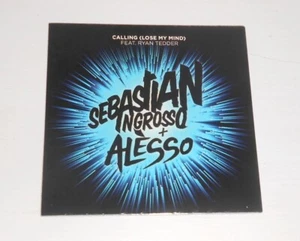 CALLING (LOSE MY MIND)
FEAT. RYAN TEDDER
SEBASTIAN
INGROSSO
+
ALESSO